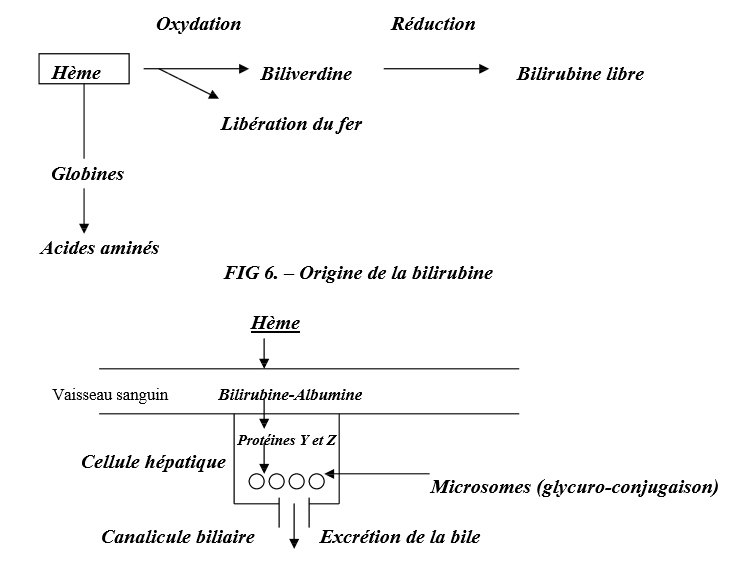 Oxydation Réduction
Hème Biliverdine Bilirubine libre
Libération du fer
Globines
Acides aminés
FIG 6. – Origine de la bilirubine
Hème
Vaisseau sanguin Bilirubine-Albumine
Protéines Y et Z
Cellule hépatique
Microsomes (glycuro-conjugaison)
Canalicule biliaire Excrétion de la bile